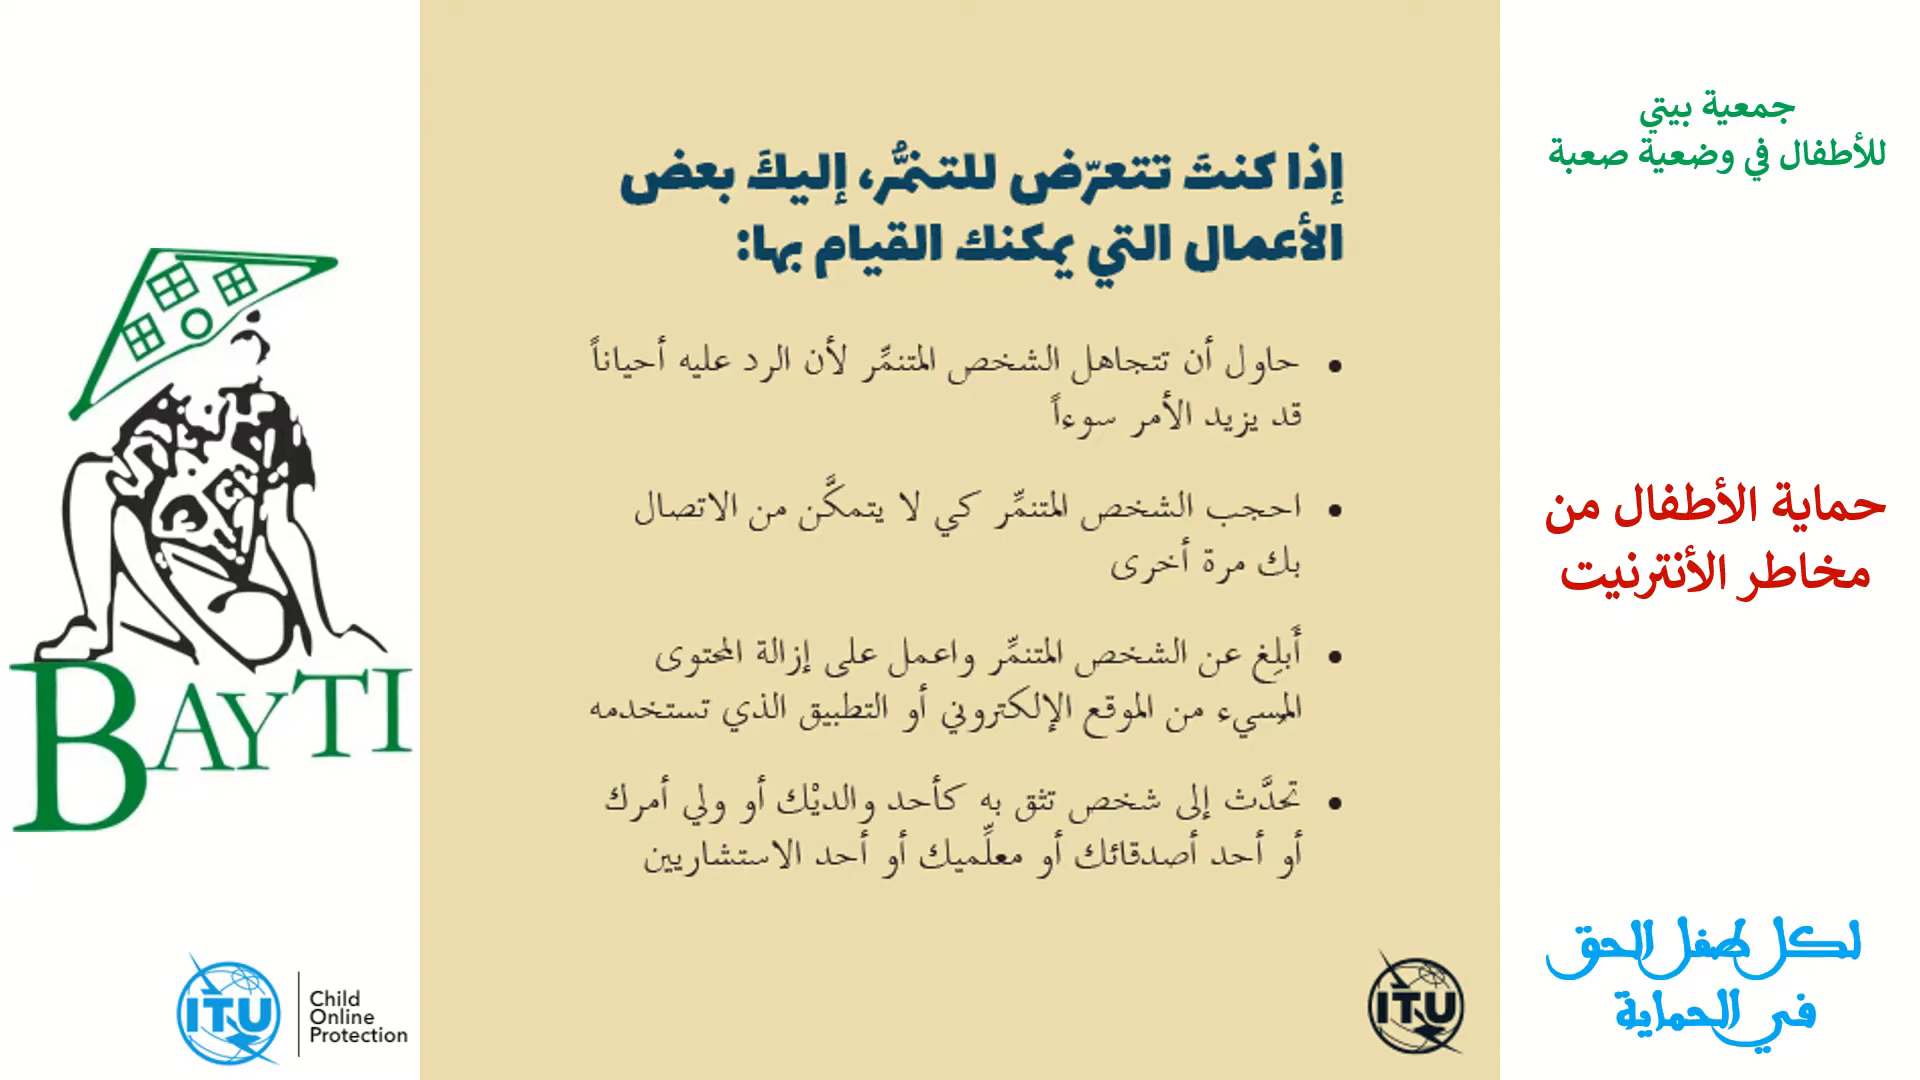 جمعية بيتي
للأطفال في وضعية صعبة
حماية الأطفال من
مخاطر الأنترنيت
لكل طفل الحق
في الحماية
إذا كنتَ تتعرّض للتنمُّر، إليكَ بعض
الأعمال التي يمكنك القيام بها:
• حاول أن تتجاهل الشخص المتنمِّر لأن الرد عليه أحياناً
قد يزيد الأمر سوءاً
• احجب الشخص المتنمِّر كي لا يتمكَّن من الاتصال
بك مرة أخرى
• أَبلِغ عن الشخص المتنمِّر واعمل على إزالة المحتوى
المُسيء من الموقع الإلكتروني أو التطبيق الذي تستخدمه
• تحدَّث إلى شخص تثق به كأحد والديْك أو ولي أمرك
أو أحد أصدقائك أو معلِّميك أو أحد الاستشاريين
ITU
BAYTI
ITU
Child
Online
Protection